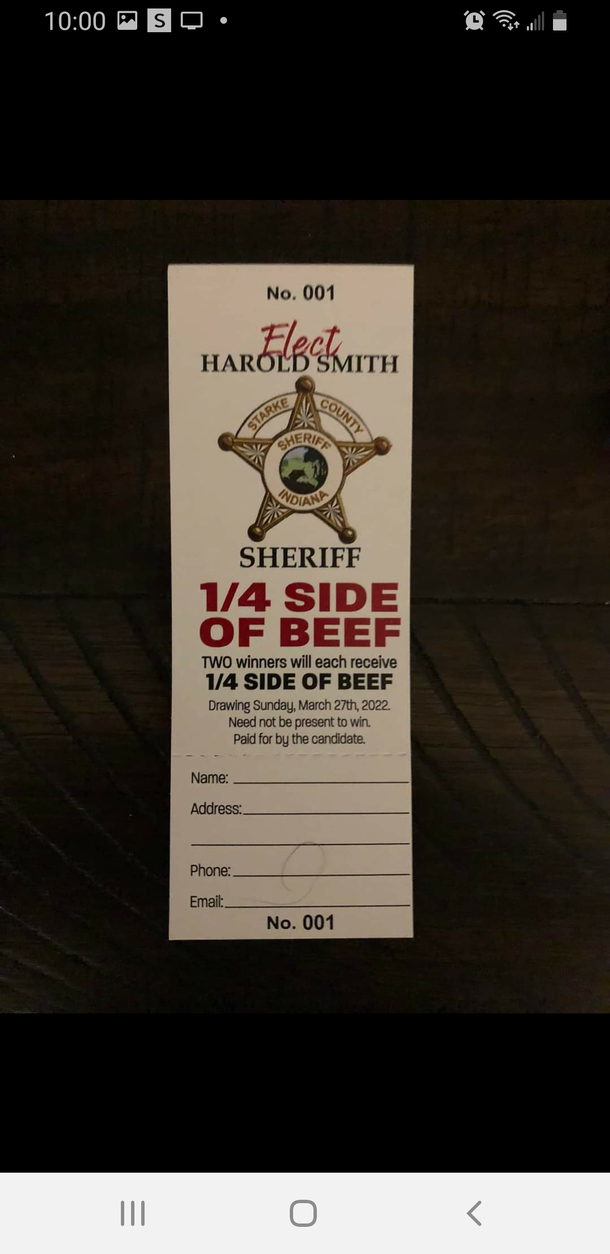 10:00
S
No. 001
Elect
HAROLD SMITH
STARKE COUNTY
SHERIFF
INDIANA
SHERIFF
1/4 SIDE
OF BEEF
TWO winners will each receive
1/4 SIDE OF BEEF
Drawing Sunday, March 27th, 2022.
Need not be present to win.
Paid for by the candidate.
Name:
Address:
Phone:
Email:
No. 001